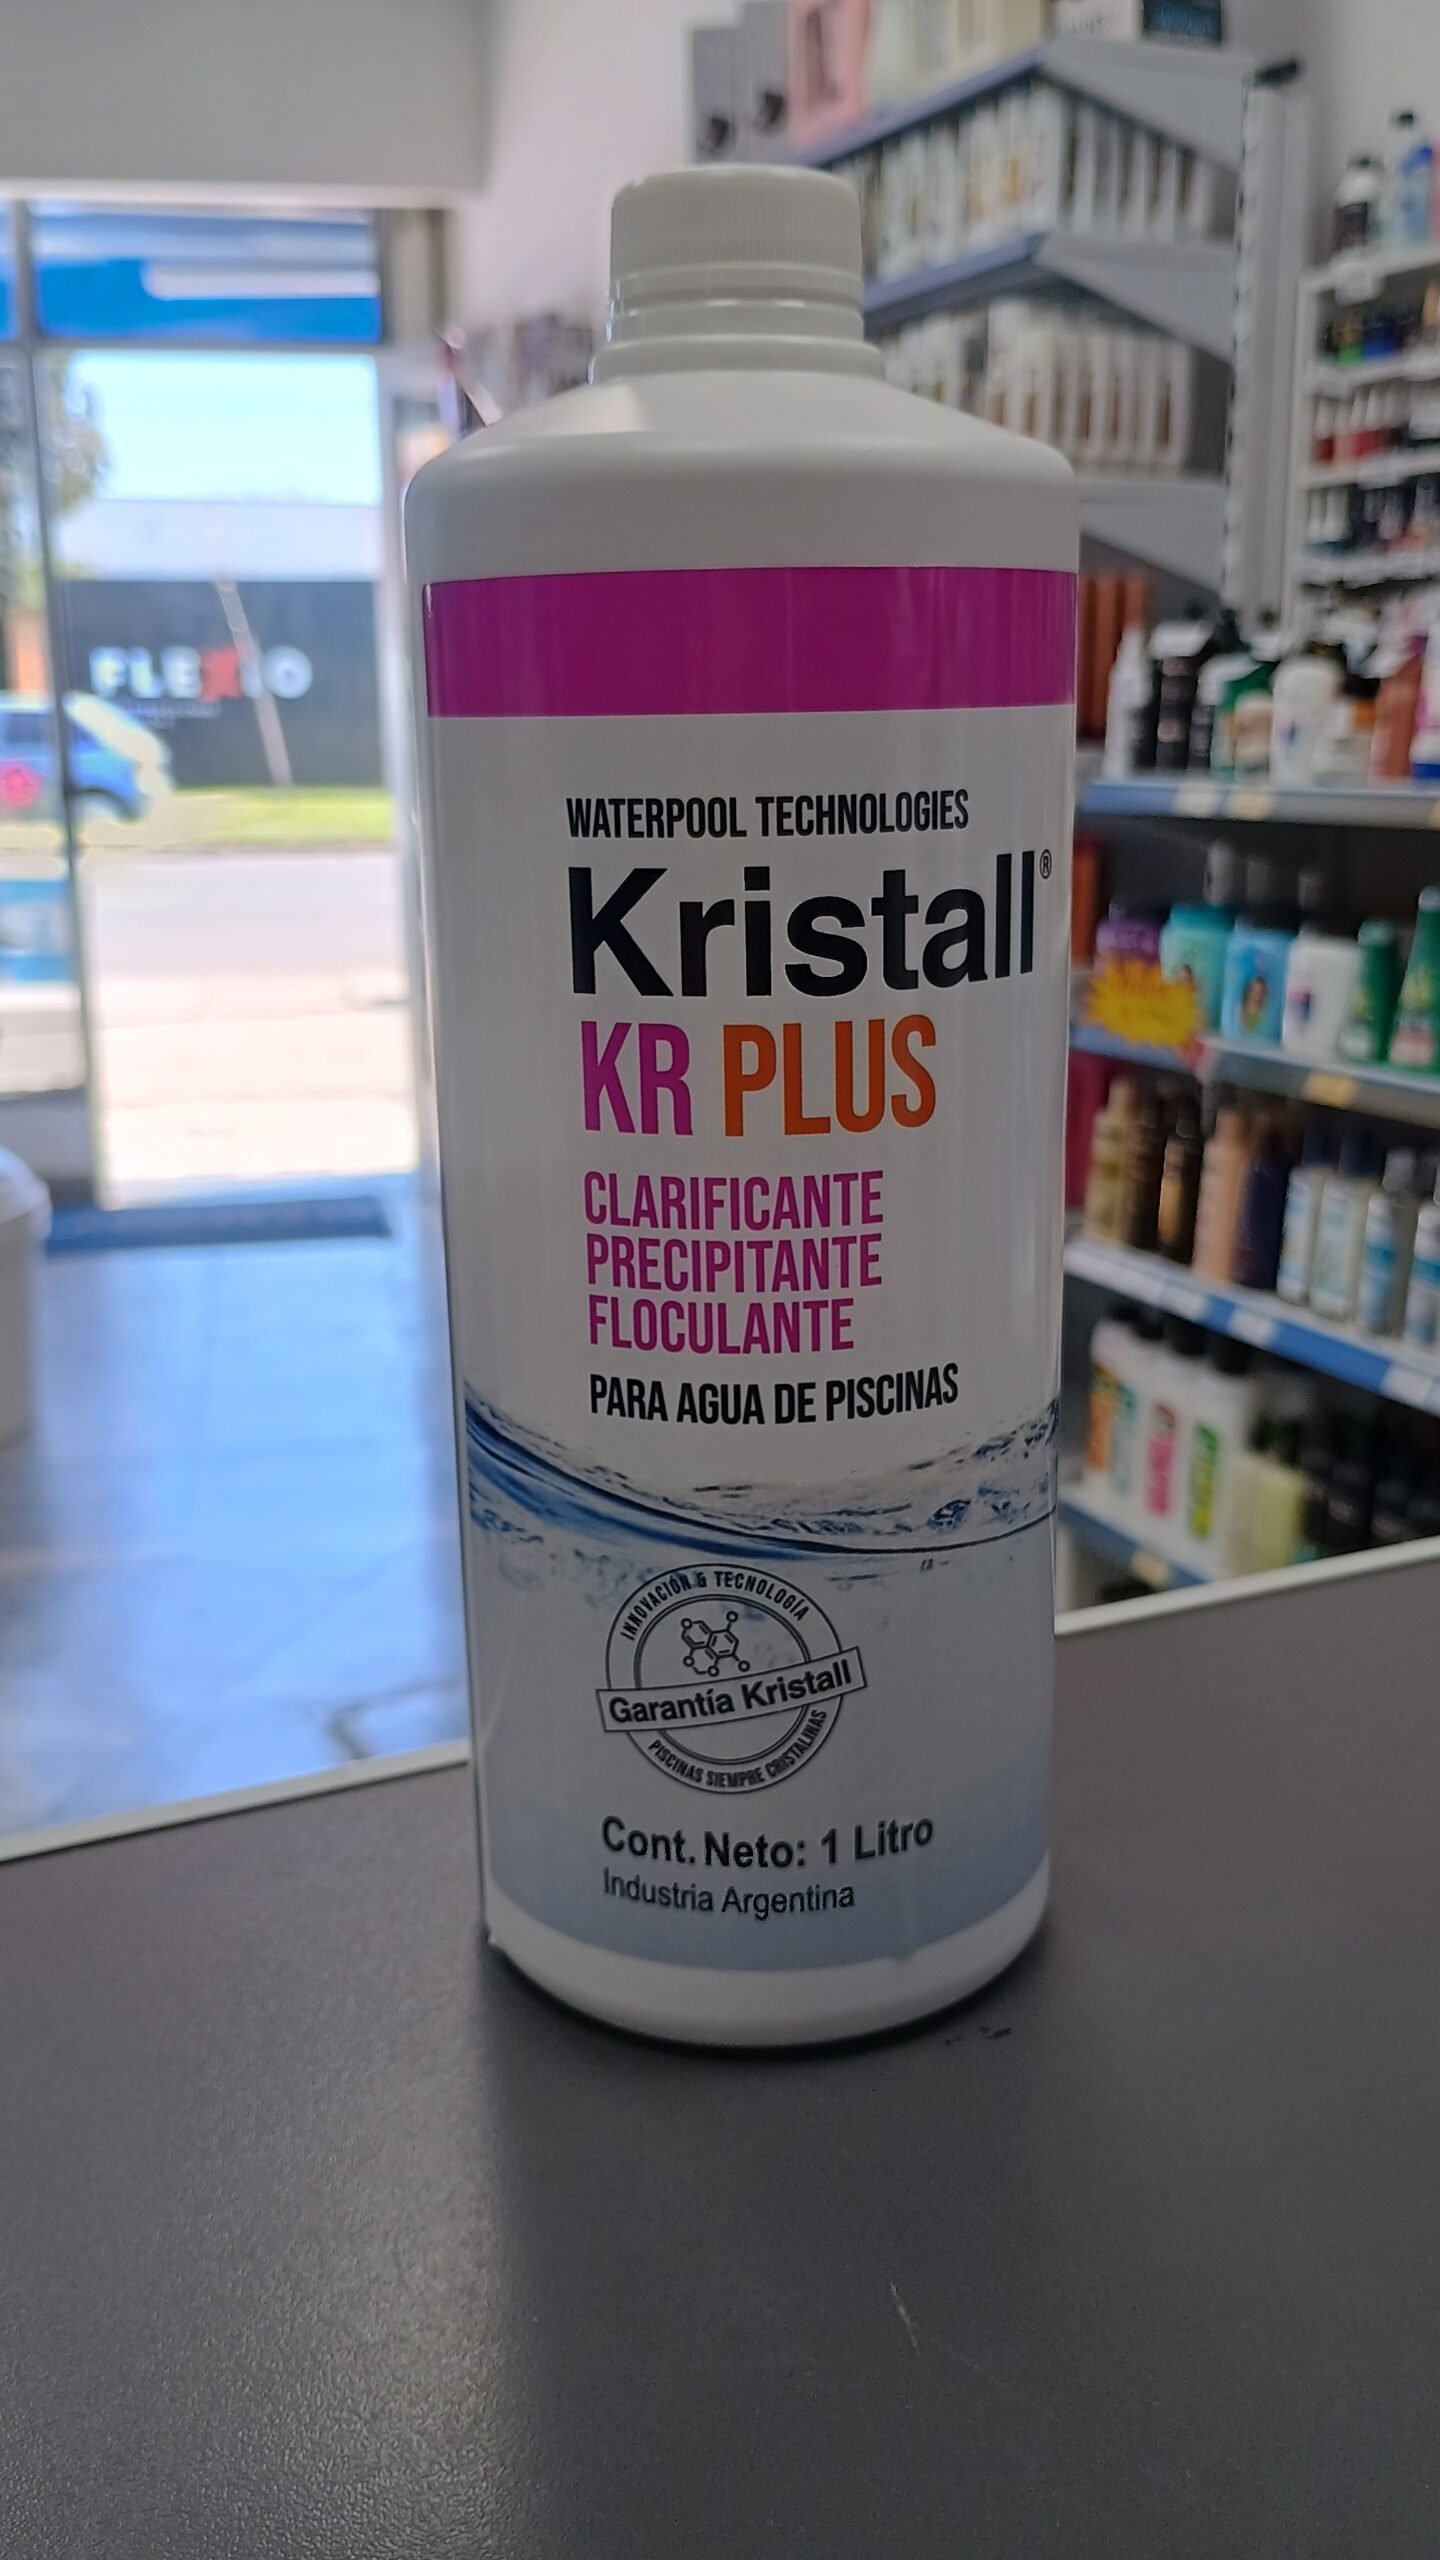 WATERPOOL TECHNOLOGIES
Kristall®
KR PLUS
CLARIFICANTE
PRECIPITANTE
FLOCULANTE
PARA AGUA DE PISCINAS
INNOVACIÓN & TECNOLOGÍA
Garantía Kristall
PISCINAS SIEMPRE CRISTALINAS
Cont. Neto: 1 Litro
Industria Argentina